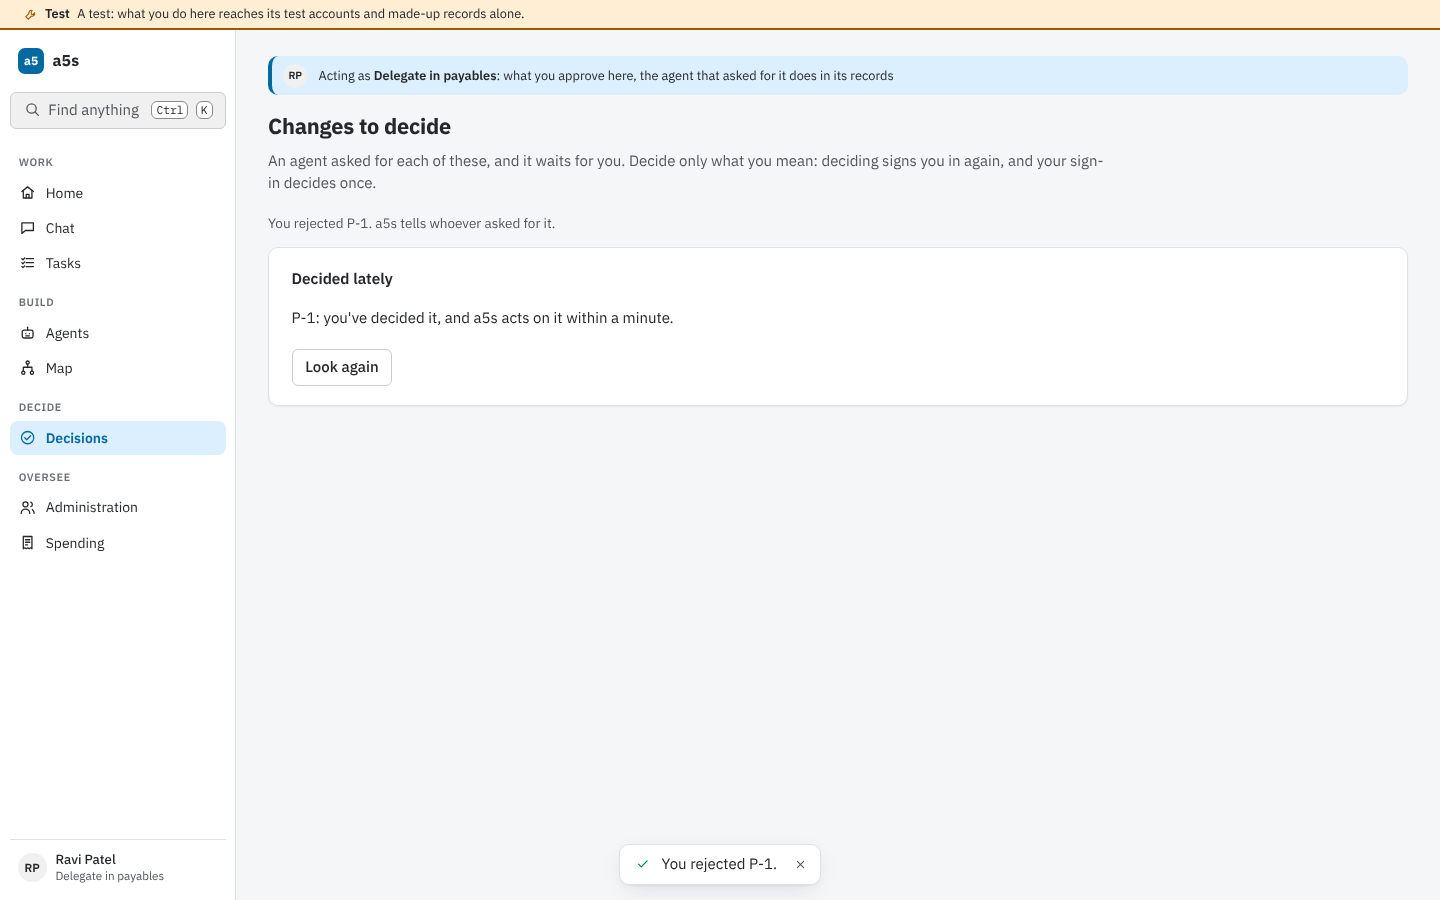 Test A test: what you do here reaches its test accounts and made-up records alone.
a5 a5s
Find anything Ctrl K
WORK
Home
Chat
Tasks
BUILD
Agents
Map
DECIDE
Decisions
OVERSEE
Administration
Spending
RP Ravi Patel
Delegate in payables
RP Acting as Delegate in payables: what you approve here, the agent that asked for it does in its records
Changes to decide
An agent asked for each of these, and it waits for you. Decide only what you mean: deciding signs you in again, and your sign-
in decides once.
You rejected P-1. a5s tells whoever asked for it.
Decided lately
P-1: you've decided it, and a5s acts on it within a minute.
Look again
You rejected P-1.